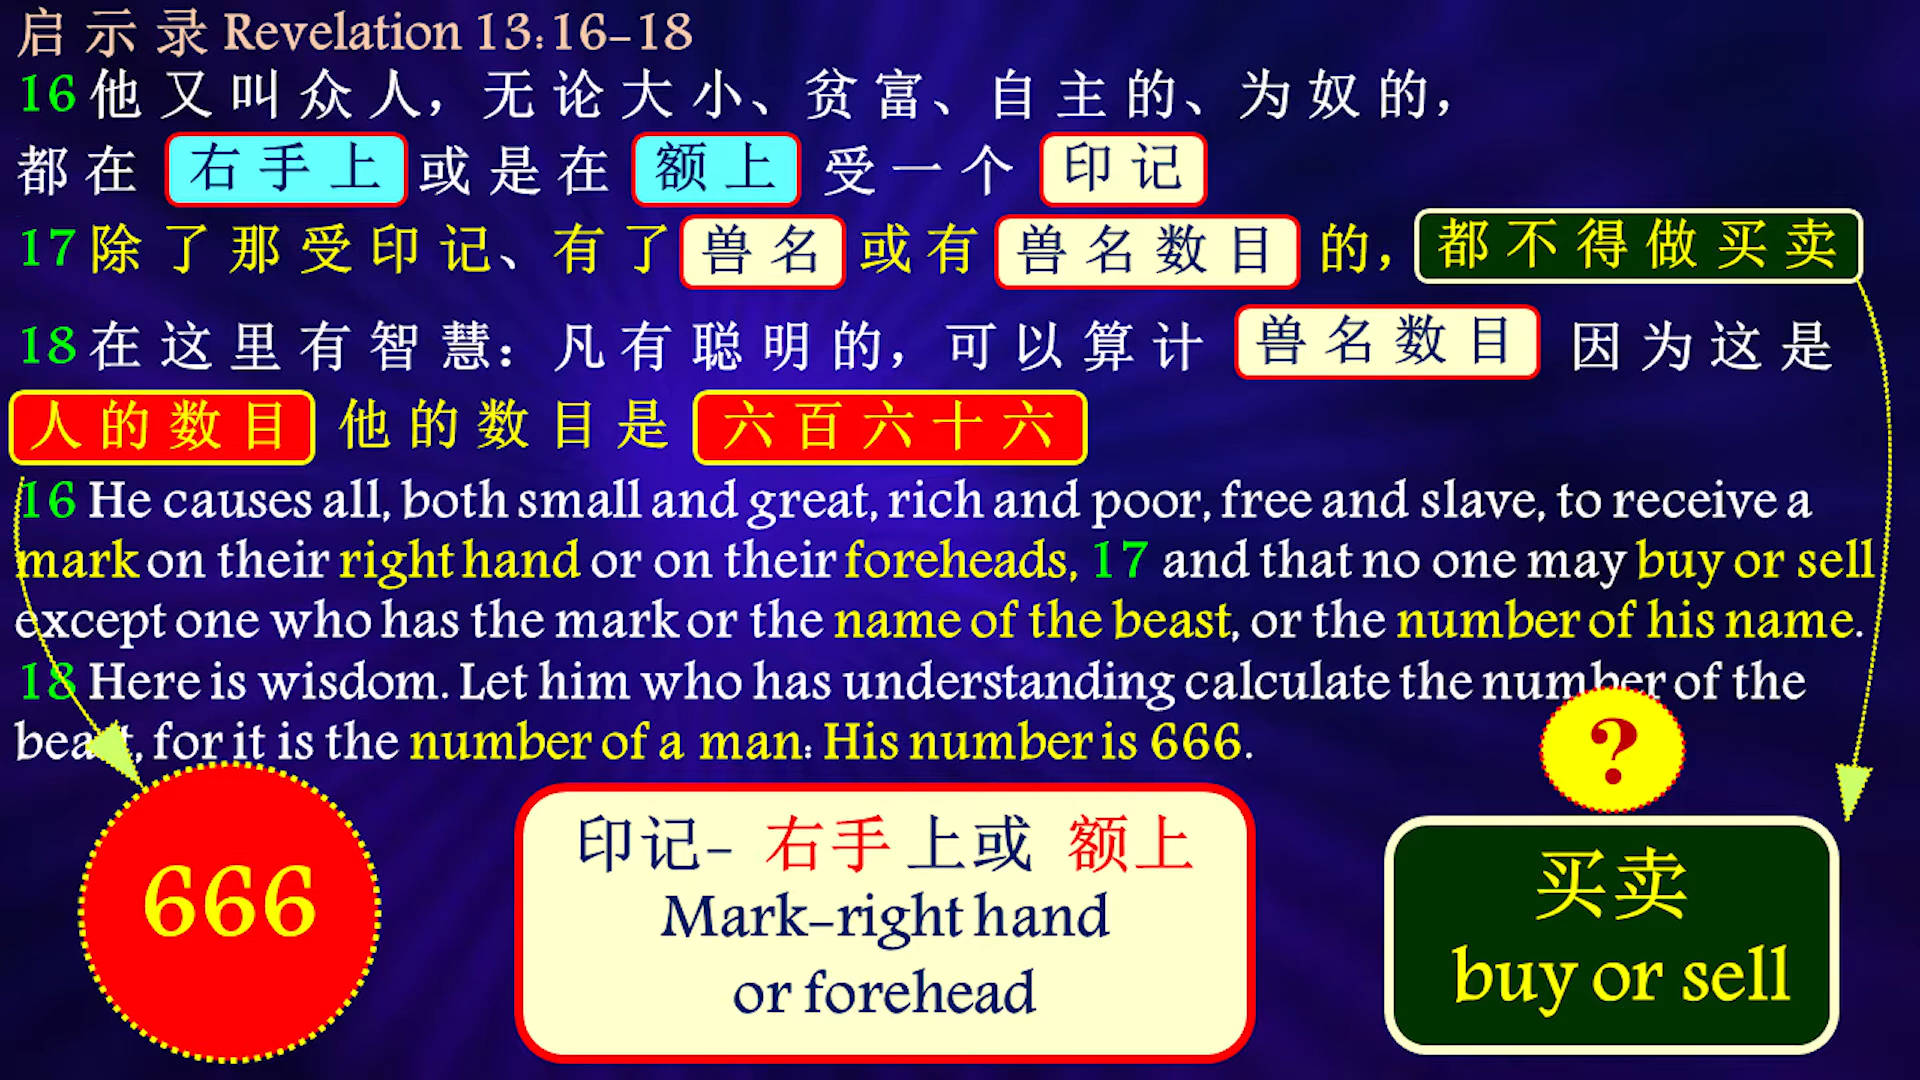 启示录 Revelation 13:16-18
16 他又叫众人，无论大小、贫富、自主的、为奴的，
都在 右手上 或是在 额上 受一个 印记
17 除了那受印记、有了 兽名 或有 兽名数目 的，都不得做买卖
18 在这里有智慧：凡有聪明的，可以算计 兽名数目 因为这是
人的数目 他的数目是 六百六十六
16 He causes all, both small and great, rich and poor, free and slave, to receive a
mark on their right hand or on their foreheads, 17 and that no one may buy or sell
except one who has the mark or the name of the beast, or the number of his name.
18 Here is wisdom. Let him who has understanding calculate the number of the
beast, for it is the number of a man: His number is 666.
?
666
印记- 右手上或 额上
Mark-right hand
or forehead
买卖
buy or sell